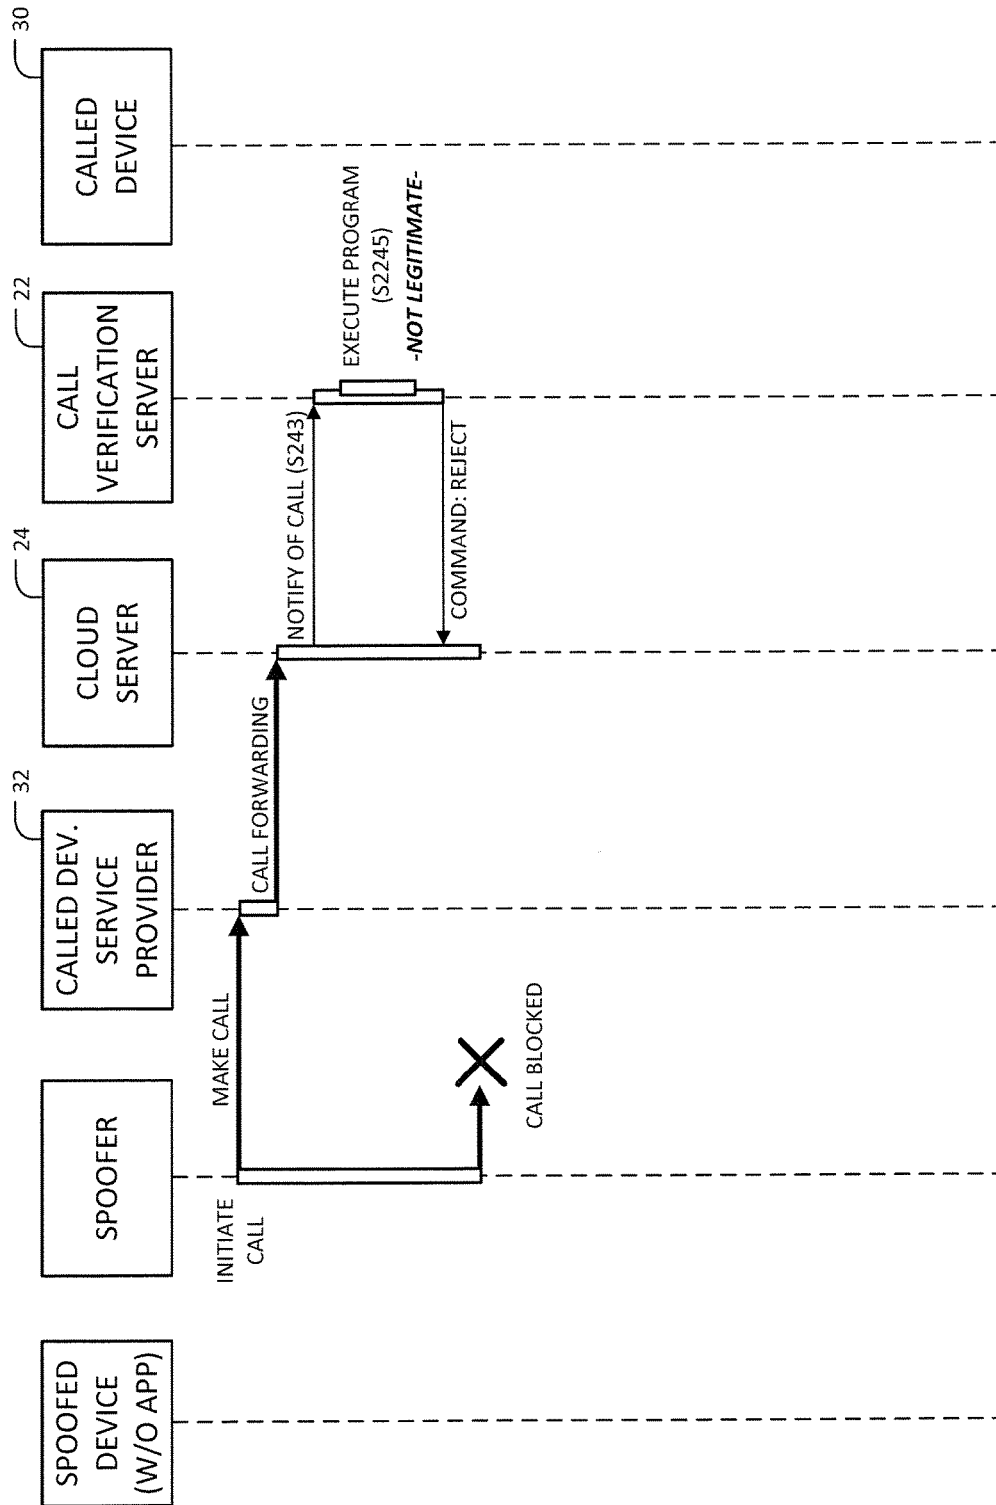 SPOOFED
DEVICE
(W/O APP)
SPOOFER
CALLED DEV.
SERVICE
PROVIDER
32
CLOUD
SERVER
24
CALL
VERIFICATION
SERVER
22
CALLED
DEVICE
30
INITIATE
CALL
MAKE CALL
CALL FORWARDING
NOTIFY OF CALL (S243)
EXECUTE PROGRAM
(S2245)
-NOT LEGITIMATE-
COMMAND: REJECT
CALL BLOCKED